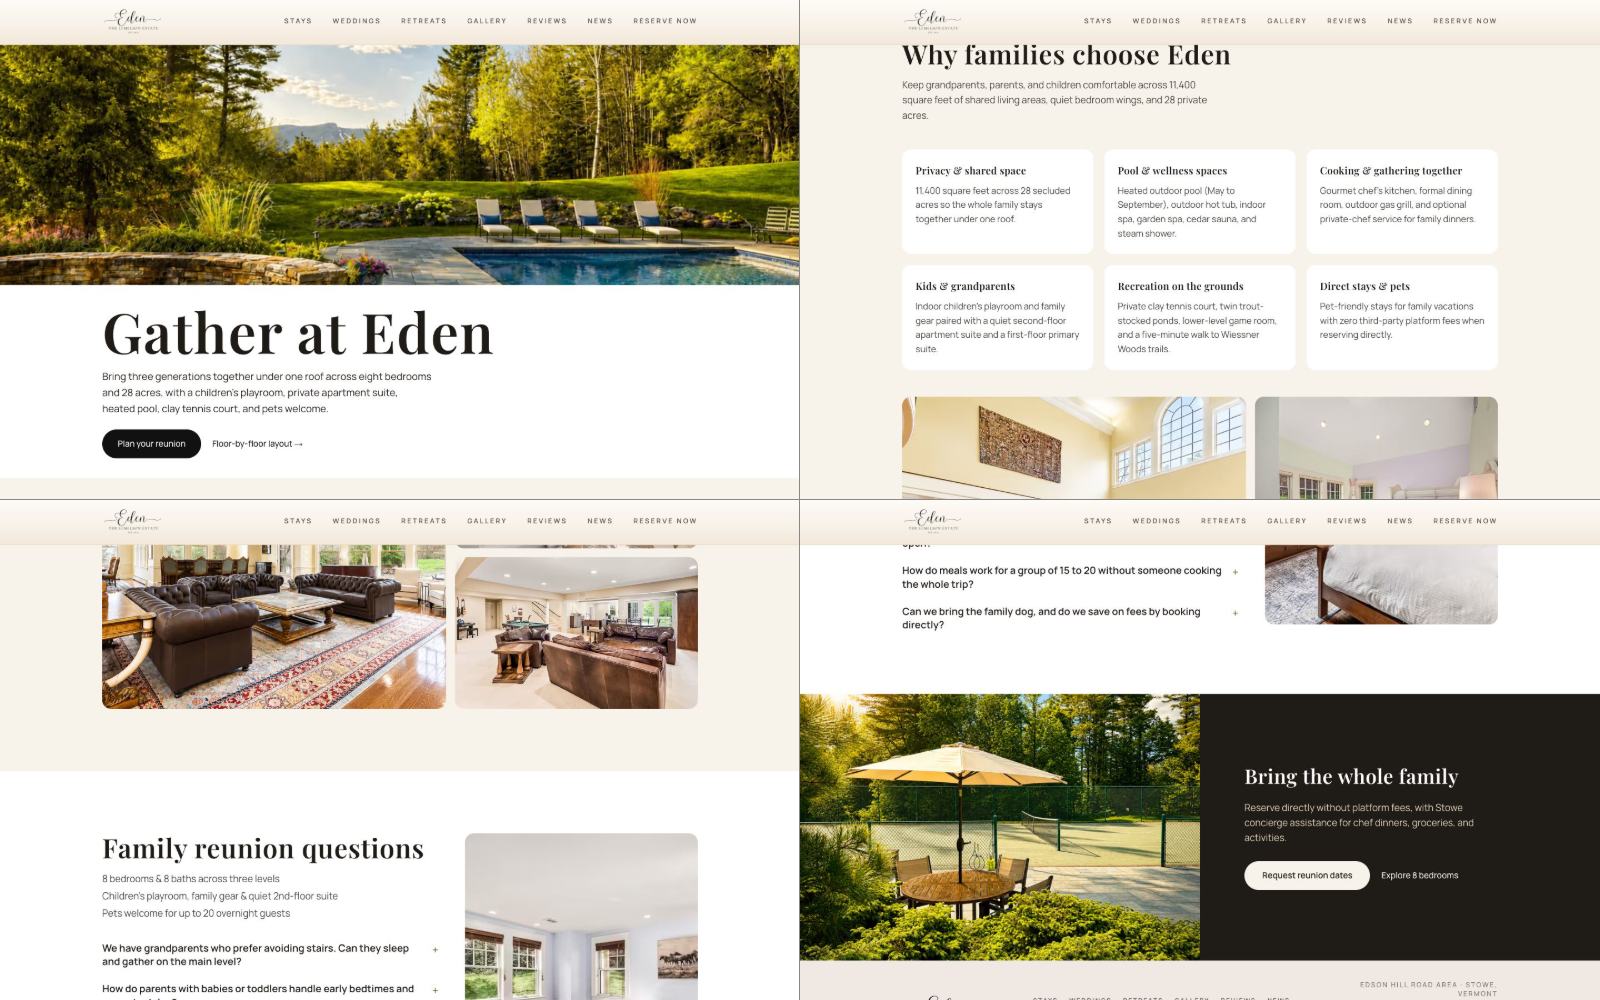 Eden
STAYS WEDDINGS RETREATS GALLERY REVIEWS NEWS RESERVE NOW
Gather at Eden
Bring three generations together under one roof across eight bedrooms
and 28 acres, with a children's playroom, private apartment suite,
heated pool, clay tennis court, and pets welcome.
Plan your reunion
Floor-by-floor layout →
Eden
STAYS WEDDINGS RETREATS GALLERY REVIEWS NEWS RESERVE NOW
Why families choose Eden
Keep grandparents, parents, and children comfortable across 11,400
square feet of shared living areas, quiet bedroom wings, and 28 private
acres.
Privacy & shared space
11,400 square feet across 28 secluded
acres so the whole family stays
together under one roof.
Pool & wellness spaces
Heated outdoor pool (May to
September), outdoor hot tub, indoor
spa, garden spa, cedar sauna, and
steam shower.
Cooking & gathering together
Gourmet chef's kitchen, formal dining
room, outdoor gas grill, and optional
private-chef service for family dinners.
Kids & grandparents
Indoor children's playroom and family
gear paired with a quiet second-floor
apartment suite and a first-floor primary
suite.
Recreation on the grounds
Private clay tennis court, twin trout-
stocked ponds, lower-level game room,
and a five-minute walk to Wiessner
Woods trails.
Direct stays & pets
Pet-friendly stays for family vacations
with zero third-party platform fees when
reserving directly.
Eden
STAYS WEDDINGS RETREATS GALLERY REVIEWS NEWS RESERVE NOW
Family reunion questions
8 bedrooms & 8 baths across three levels
Children's playroom, family gear & quiet 2nd-floor suite
Pets welcome for up to 20 overnight guests
We have grandparents who prefer avoiding stairs. Can they sleep +
and gather on the main level?
How do parents with babies or toddlers handle early bedtimes and +
Eden
STAYS WEDDINGS RETREATS GALLERY REVIEWS NEWS RESERVE NOW
How do meals work for a group of 15 to 20 without someone cooking +
the whole trip?
Can we bring the family dog, and do we save on fees by booking +
directly?
Bring the whole family
Reserve directly without platform fees, with Stowe
concierge assistance for chef dinners, groceries, and
activities.
Request reunion dates
Explore 8 bedrooms
EDSON HILL ROAD AREA · STOWE,
VERMONT
STAYS WEDDINGS RETREATS GALLERY REVIEWS NEWS